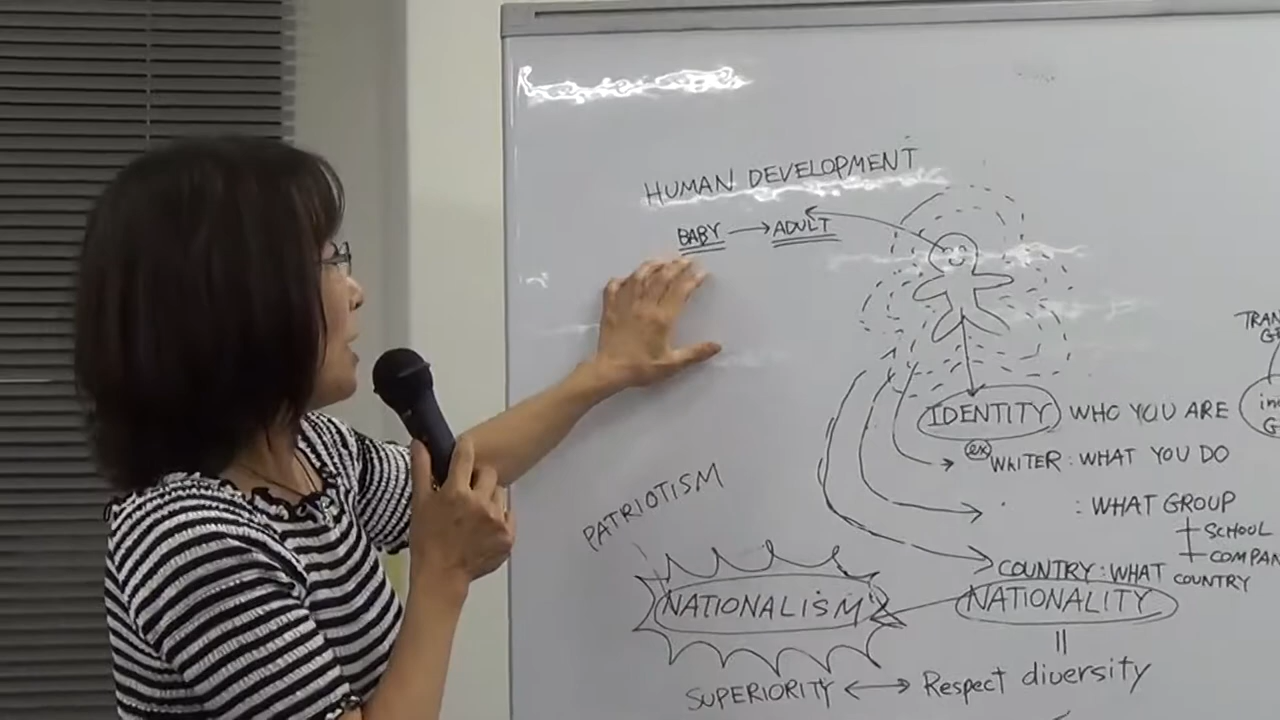 HUMAN DEVELOPMENT
BABY → ADULT
IDENTITY WHO YOU ARE
ex WRITER : WHAT YOU DO
: WHAT GROUP
SCHOOL
COUNTRY : WHAT COUNTRY
PATRIOTISM
NATIONALISM NATIONALITY
=
SUPERIORITY ↔ Respect diversity